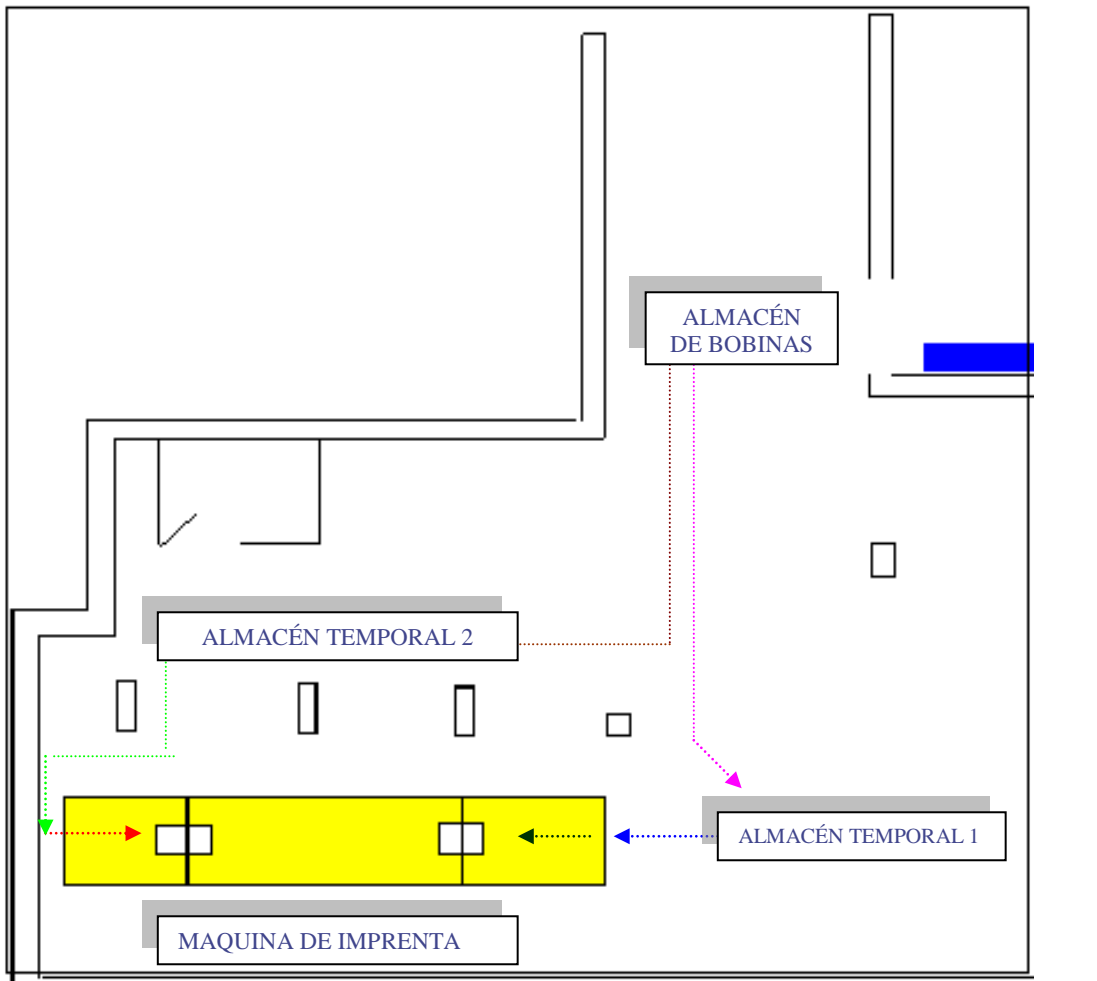 ALMACÉN
DE BOBINAS
ALMACÉN TEMPORAL 2
ALMACÉN TEMPORAL 1
MAQUINA DE IMPRENTA